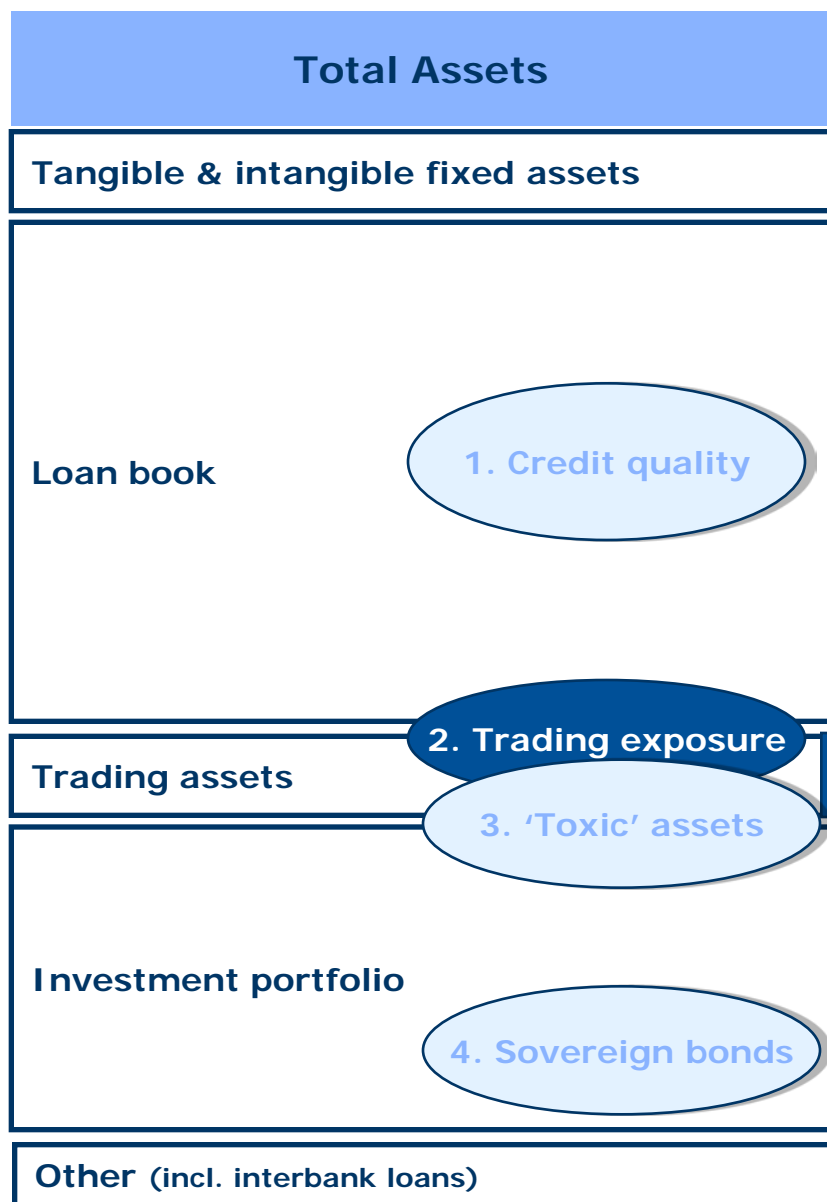 Total Assets
Tangible & intangible fixed assets
Loan book
1. Credit quality
2. Trading exposure
Trading assets
3. ‘Toxic’ assets
Investment portfolio
4. Sovereign bonds
Other (incl. interbank loans)